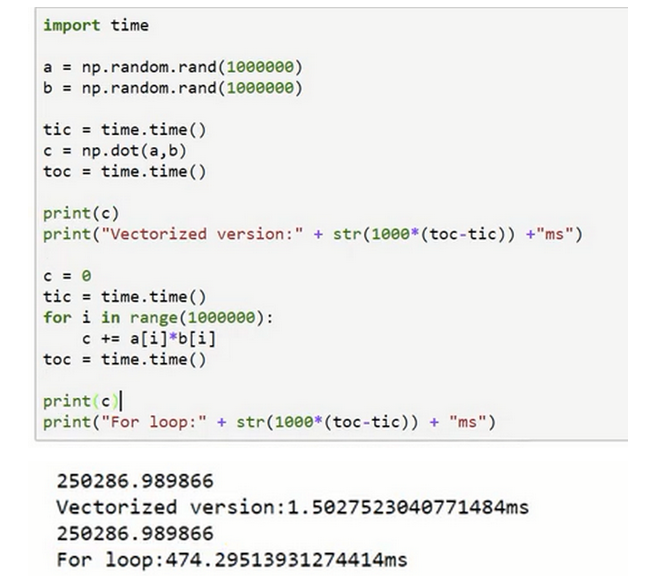 import time
a = np.random.rand(1000000)
b = np.random.rand(1000000)
tic = time.time()
c = np.dot(a,b)
toc = time.time()
print(c)
print("Vectorized version:" + str(1000*(toc-tic)) +"ms")
c = 0
tic = time.time()
for i in range(1000000):
    c += a[i]*b[i]
toc = time.time()
print(c)
print("For loop:" + str(1000*(toc-tic)) + "ms")
250286.989866
Vectorized version:1.5027523040771484ms
250286.989866
For loop:474.29513931274414ms